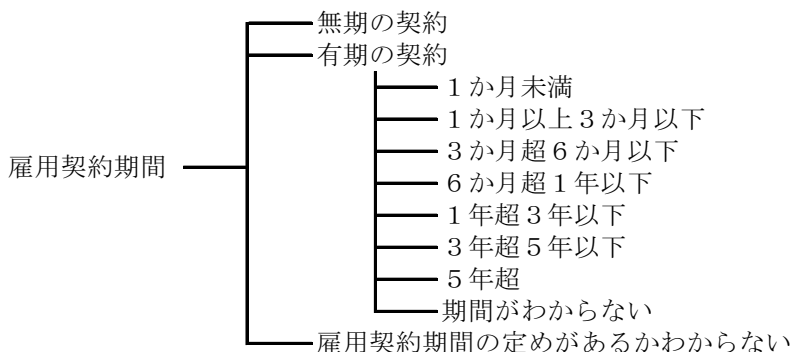 無期の契約
有期の契約
１か月未満
１か月以上３か月以下
３か月超６か月以下
雇用契約期間
６か月超１年以下
１年超３年以下
３年超５年以下
５年超
期間がわからない
雇用契約期間の定めがあるかわからない